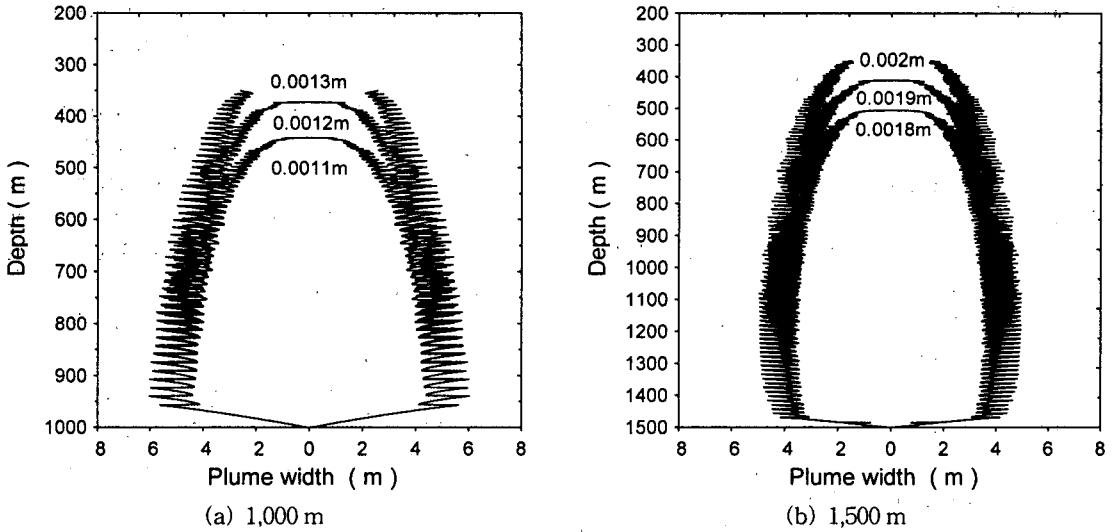 200
300
400
500
600
700
800
900
1000
Depth ( m )
0.0013m
0.0012m
0.0011m
8 6 4 2 0 2 4 6 8
Plume width ( m )
(a) 1,000 m
200
300
400
500
600
700
800
900
1000
1100
1200
1300
1400
1500
Depth ( m )
0.002m
0.0019m
0.0018m
8 6 4 2 0 2 4 6 8
Plume width ( m )
(b) 1,500 m